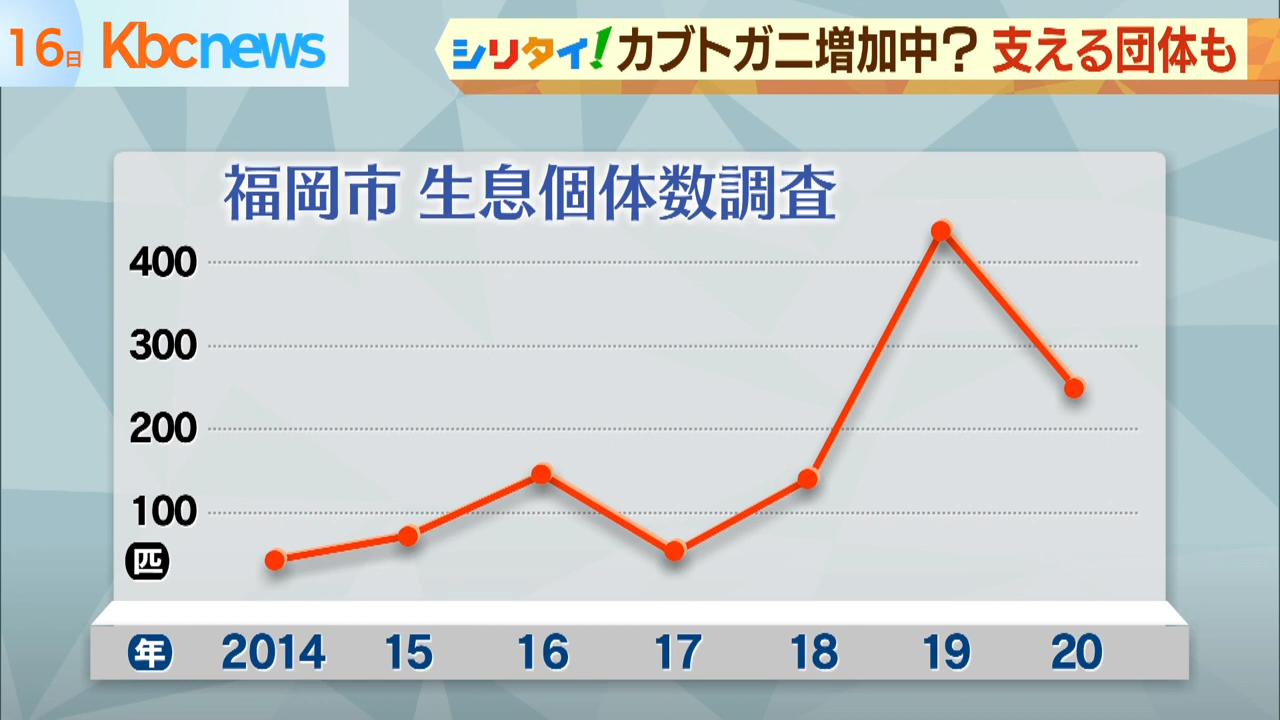 16日 Kbcnews
シリタイ!カブトガニ増加中? 支える団体も
福岡市 生息個体数調査
400
300
200
100
匹
年 2014 15 16 17 18 19 20